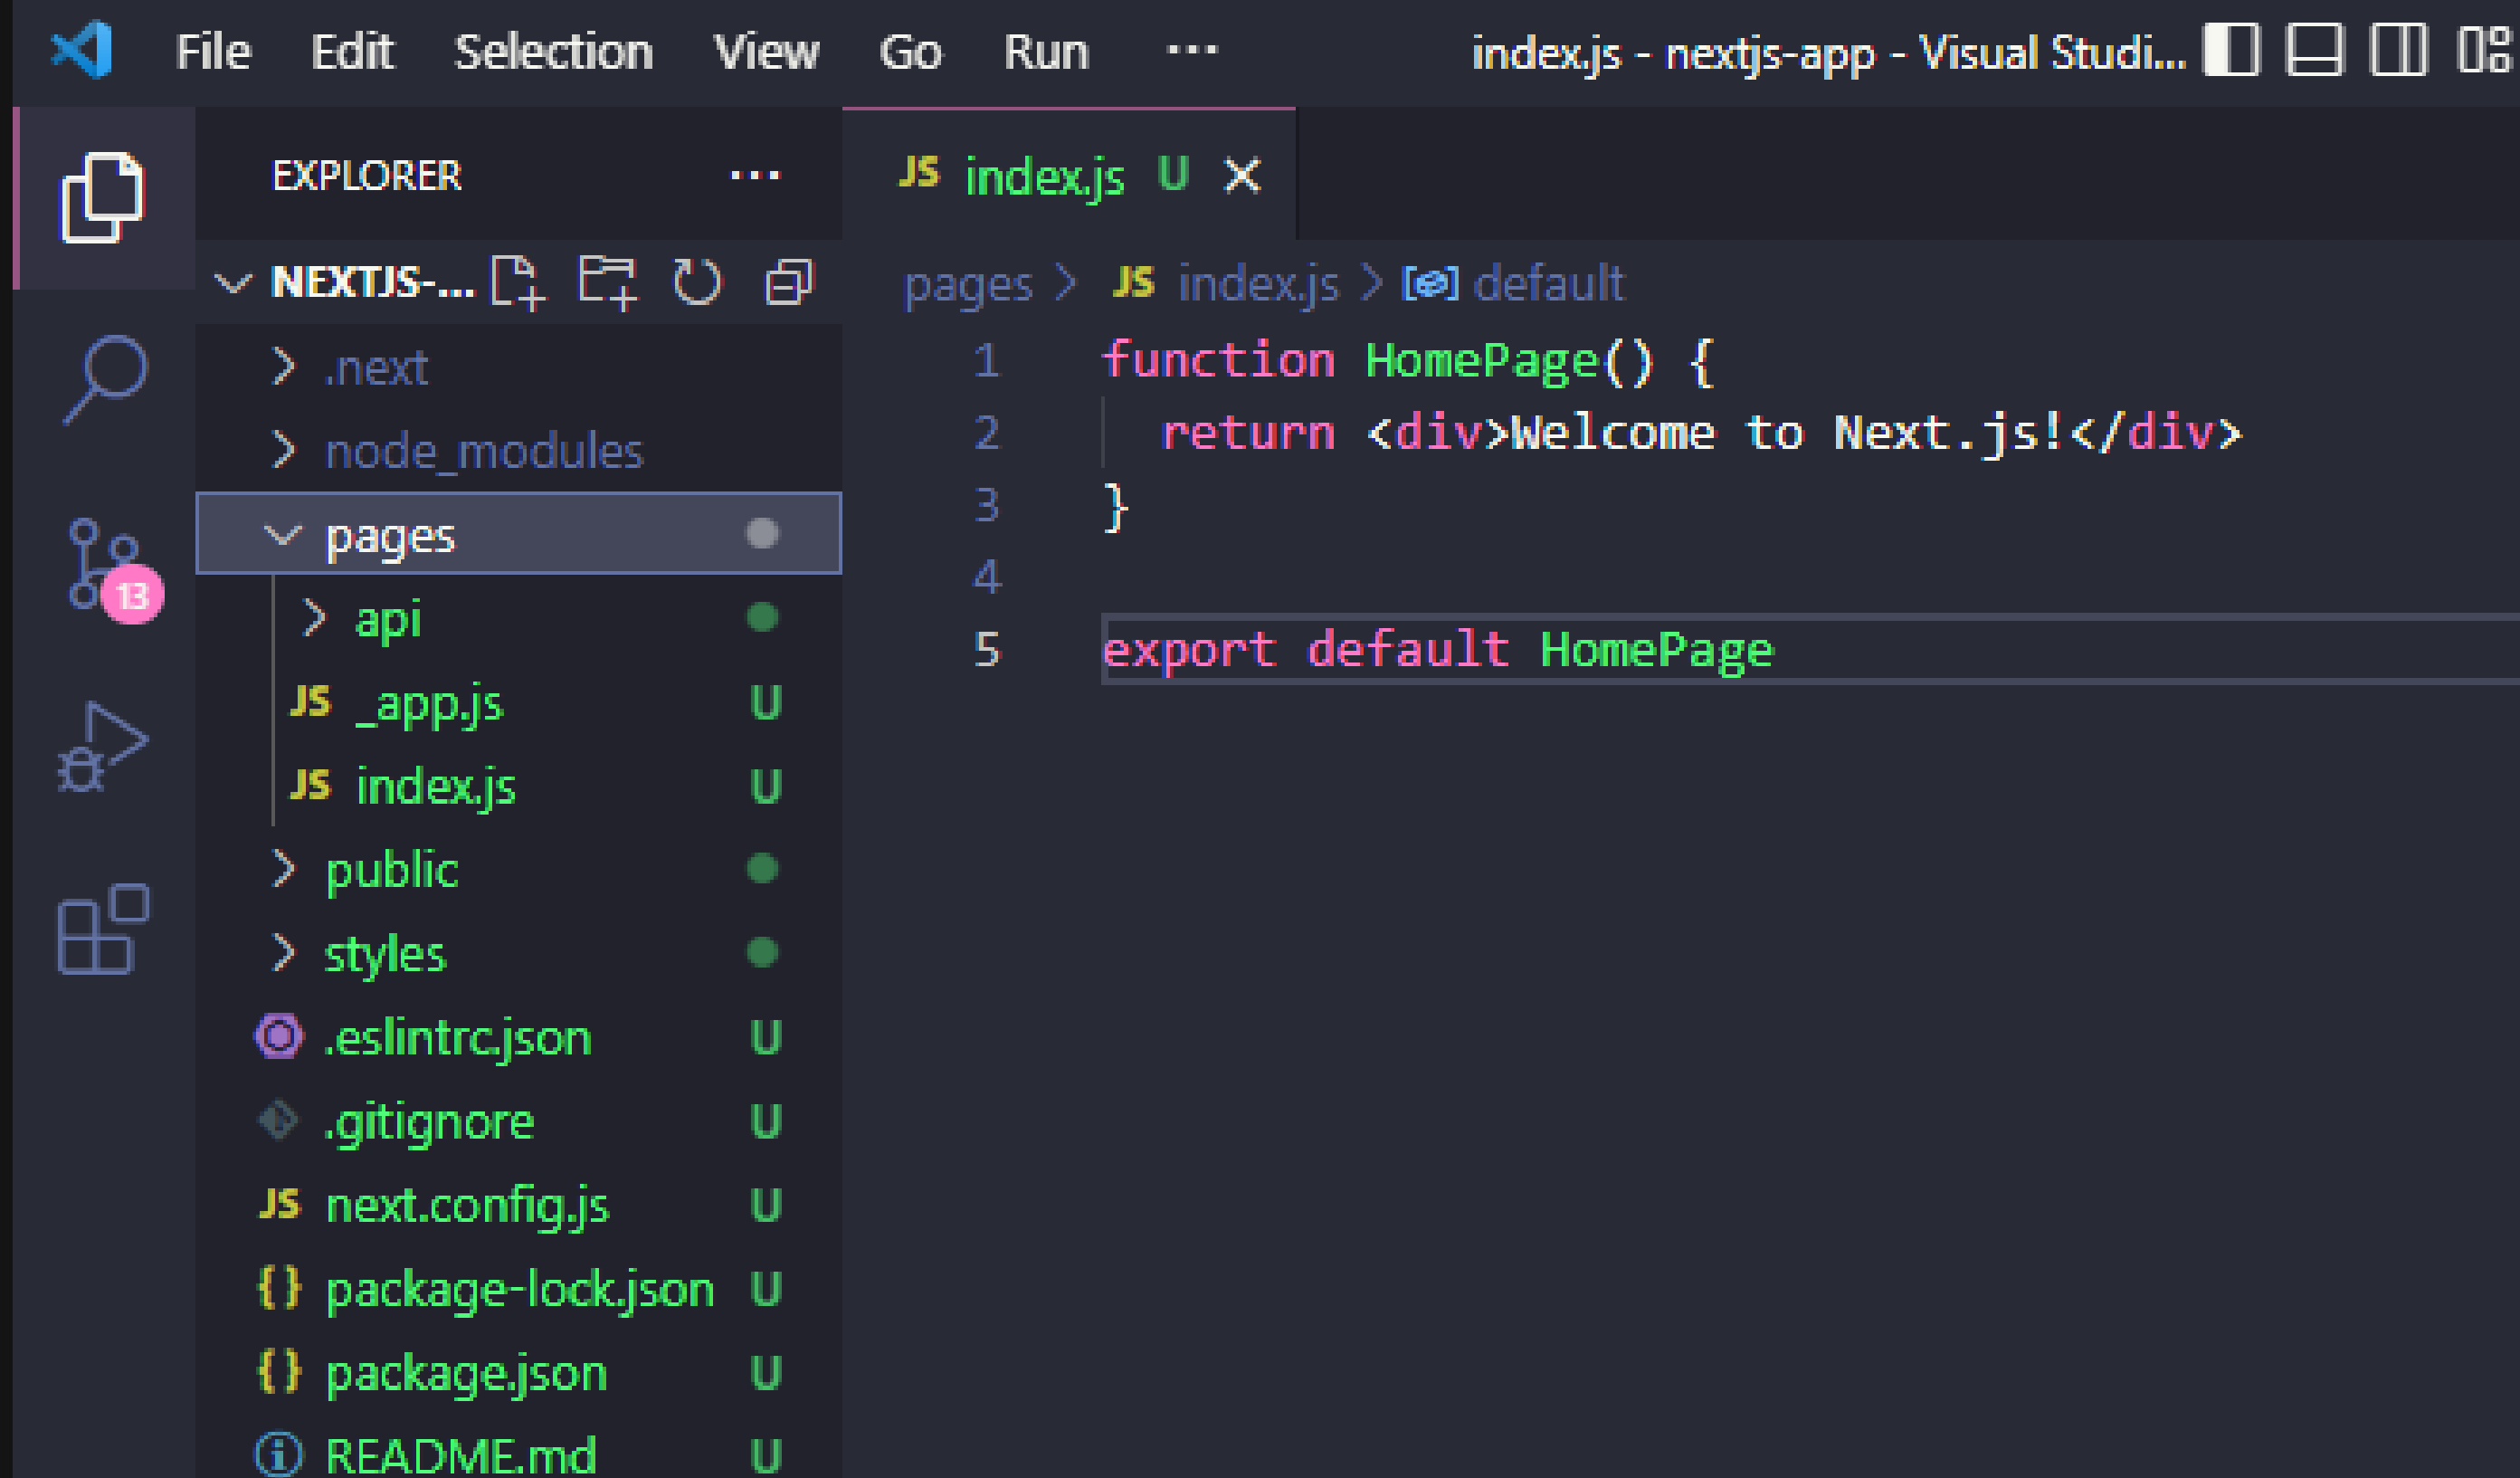 File Edit Selection View Go Run ··· index.js - nextjs-app - Visual Studi...
EXPLORER ···
NEXTJS-...
.next
node_modules
pages
api
JS _app.js U
JS index.js U
public
styles
.eslintrc.json U
.gitignore U
JS next.config.js U
{} package-lock.json U
{} package.json U
README.md U
13
JS index.js U
pages > JS index.js > default
1 function HomePage() {
2   return <div>Welcome to Next.js!</div>
3 }
4
5 export default HomePage